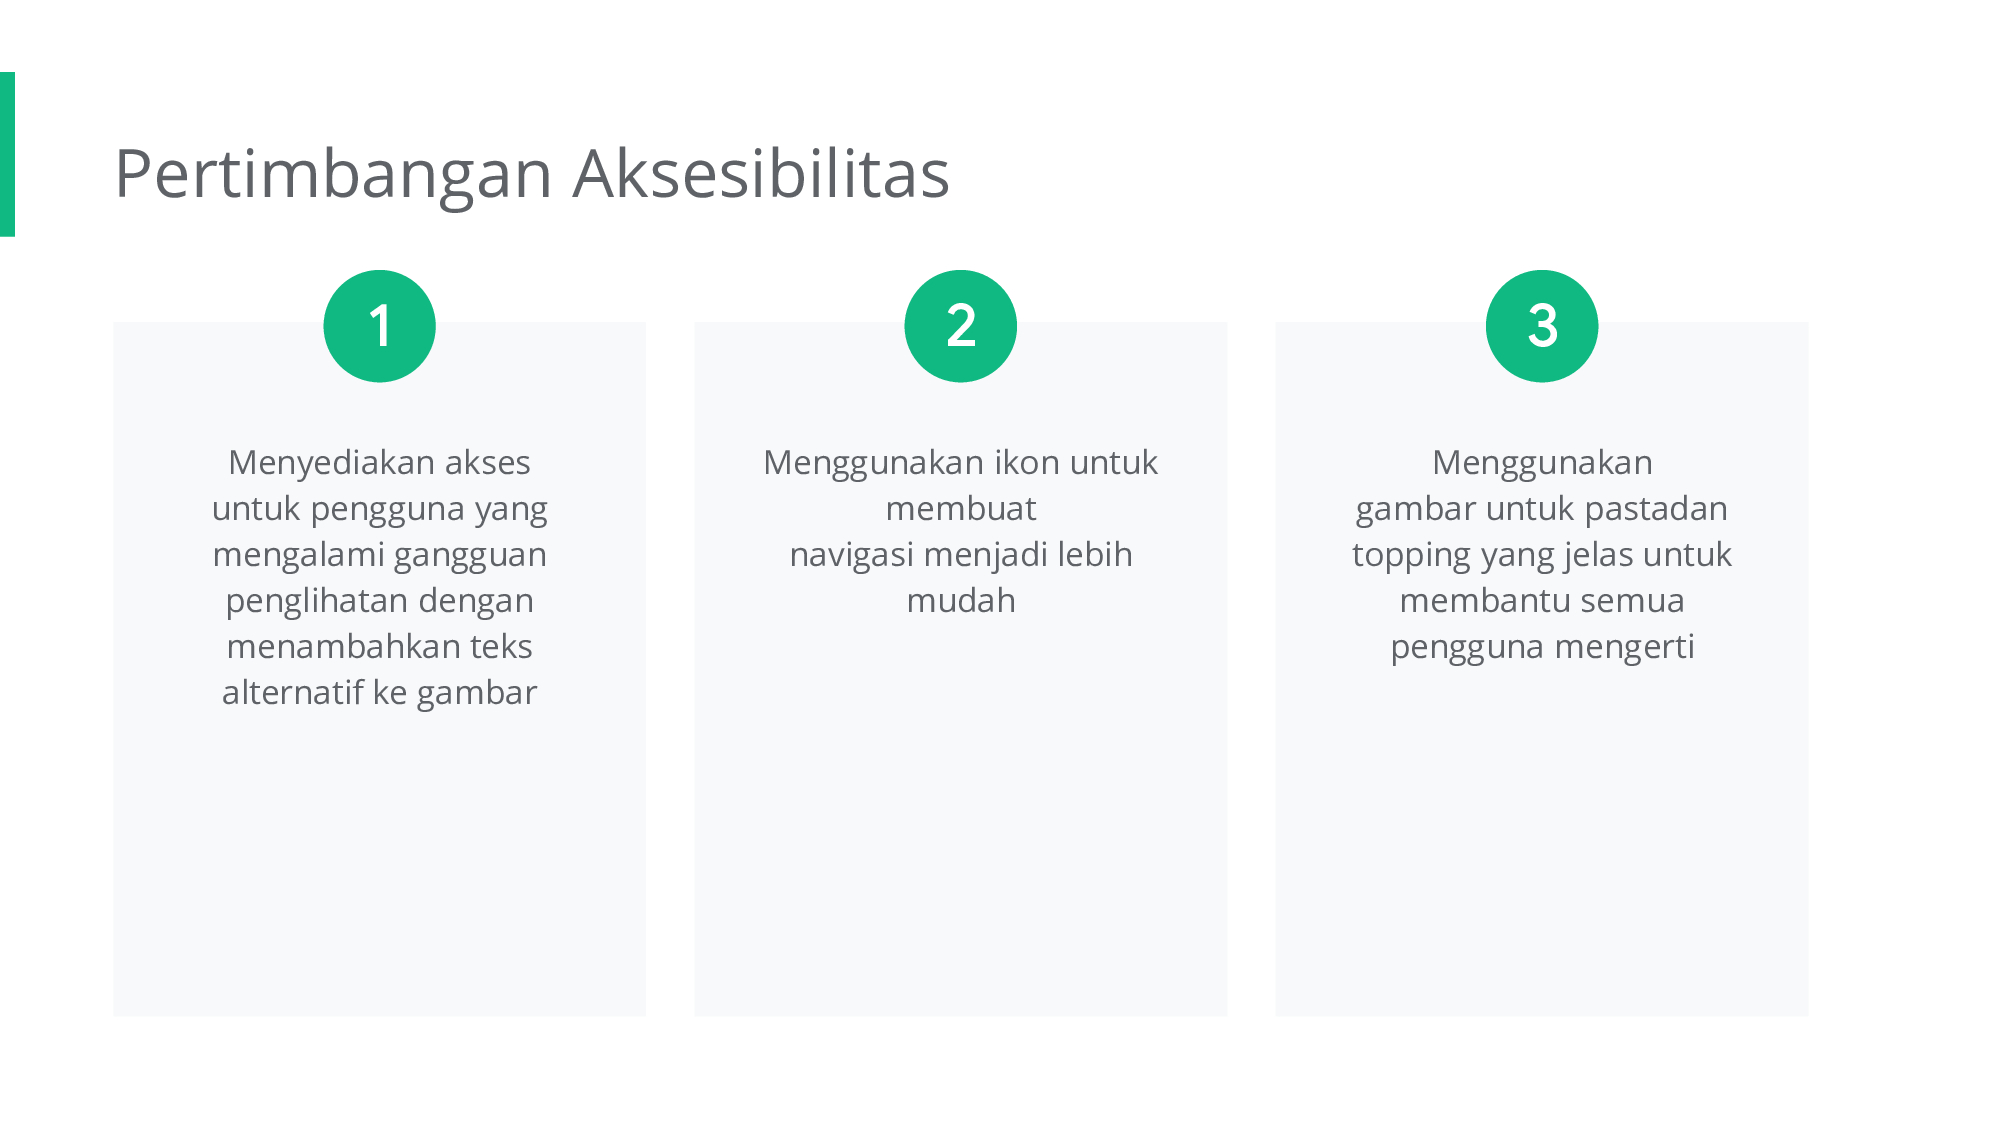 Pertimbangan Aksesibilitas
1
Menyediakan akses
untuk pengguna yang
mengalami gangguan
penglihatan dengan
menambahkan teks
alternatif ke gambar
2
Menggunakan ikon untuk
membuat
navigasi menjadi lebih
mudah
3
Menggunakan
gambar untuk pastadan
topping yang jelas untuk
membantu semua
pengguna mengerti